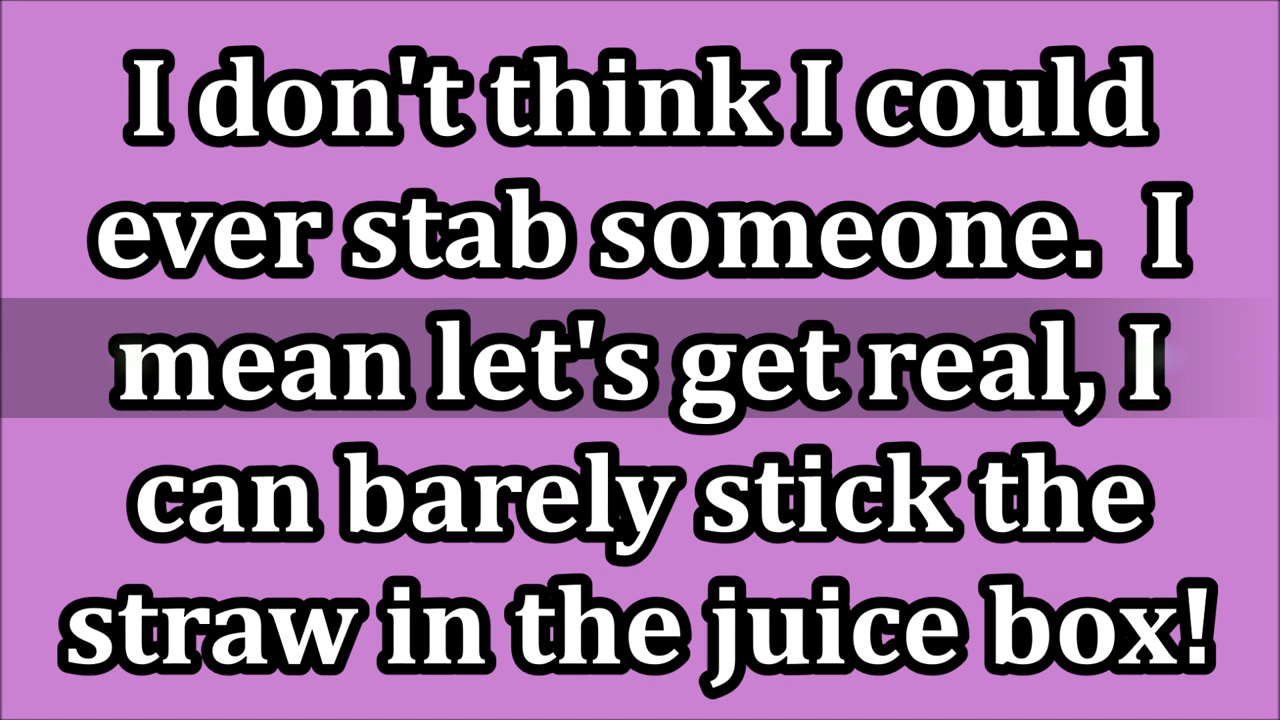 I don't think I could
ever stab someone.  I
mean let's get real, I
can barely stick the
straw in the juice box!